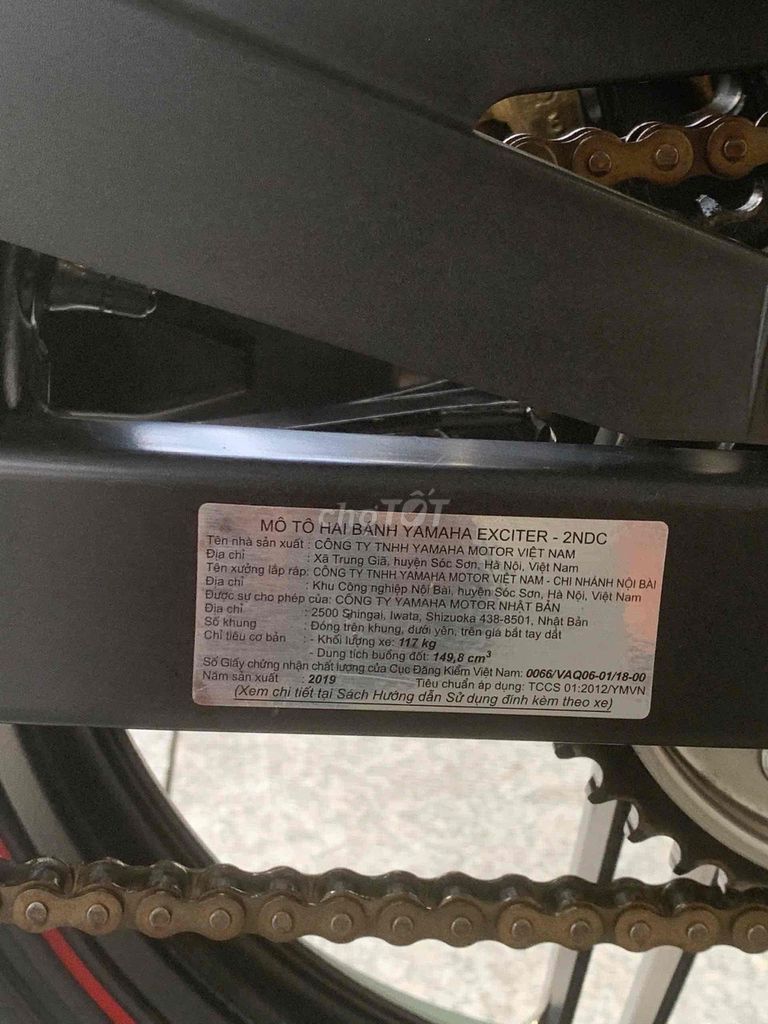 chợTỐT
MÔ TÔ HAI BÁNH YAMAHA EXCITER - 2NDC
Tên nhà sản xuất : CÔNG TY TNHH YAMAHA MOTOR VIỆT NAM
Địa chỉ : Xã Trung Giã, huyện Sóc Sơn, Hà Nội, Việt Nam
Tên xưởng lắp ráp: CÔNG TY TNHH YAMAHA MOTOR VIỆT NAM - CHI NHÁNH NỘI BÀI
Địa chỉ : Khu Công nghiệp Nội Bài, huyện Sóc Sơn, Hà Nội, Việt Nam
Được sự cho phép của: CÔNG TY YAMAHA MOTOR NHẬT BẢN
Địa chỉ : 2500 Shingai, Iwata, Shizuoka 438-8501, Nhật Bản
Số khung : Đóng trên khung, dưới yên, trên giá bắt tay dắt
Chỉ tiêu cơ bản : - Khối lượng xe: 117 kg
- Dung tích buồng đốt: 149,8 cm³
Số Giấy chứng nhận chất lượng của Cục Đăng Kiểm Việt Nam: 0066/VAQ06-01/18-00
Năm sản xuất : 2019 Tiêu chuẩn áp dụng: TCCS 01:2012/YMVN
(Xem chi tiết tại Sách Hướng dẫn Sử dụng đính kèm theo xe)